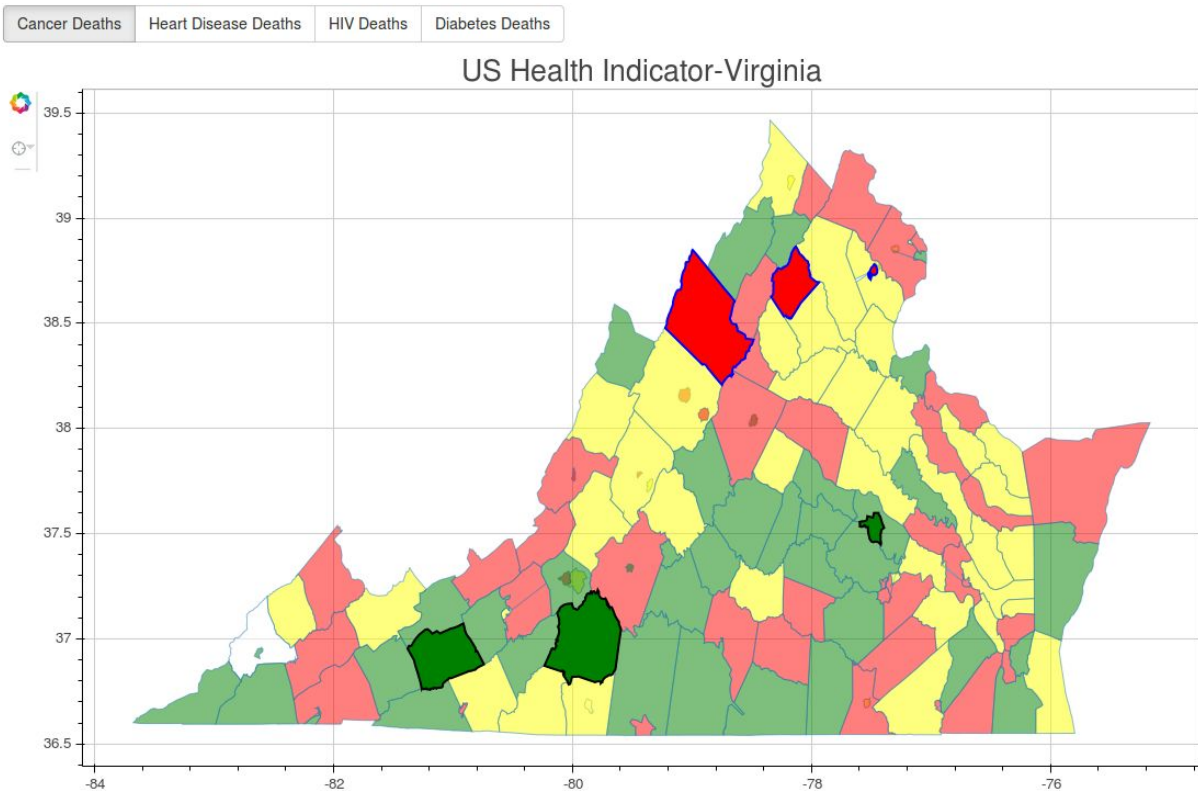 Cancer Deaths Heart Disease Deaths HIV Deaths Diabetes Deaths
US Health Indicator-Virginia
39.5
39
38.5
38
37.5
37
36.5
-84 -82 -80 -78 -76